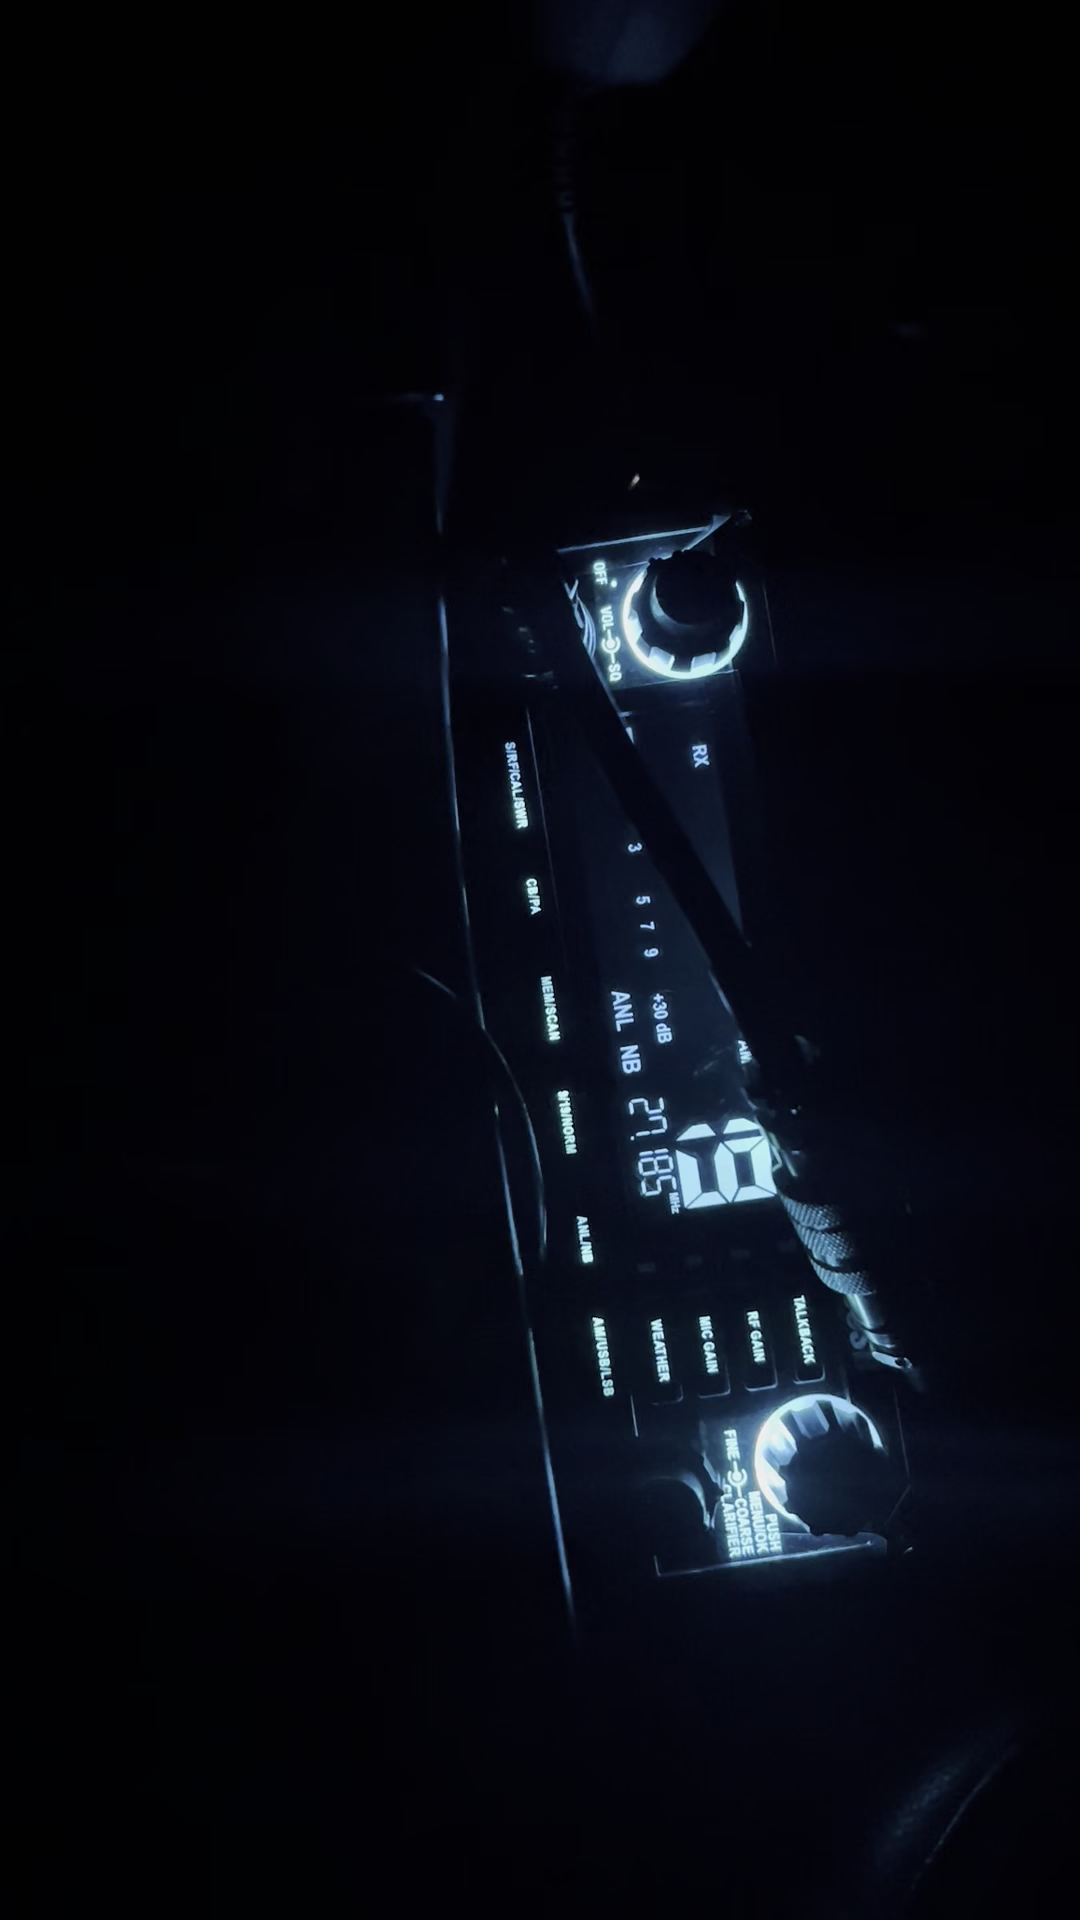 OFF
VOL SQ
RX
3 5 7 9 +30 dB
ANL NB
27.185 MHz
19
S/RF/CAL/SWR
CB/PA
MEM/SCAN
9/19/NORM
ANL/NB
AM/USB/LSB
TALKBACK
RF GAIN
MIC GAIN
WEATHER
PUSH
MENU/OK
FINE COARSE
CLARIFIER